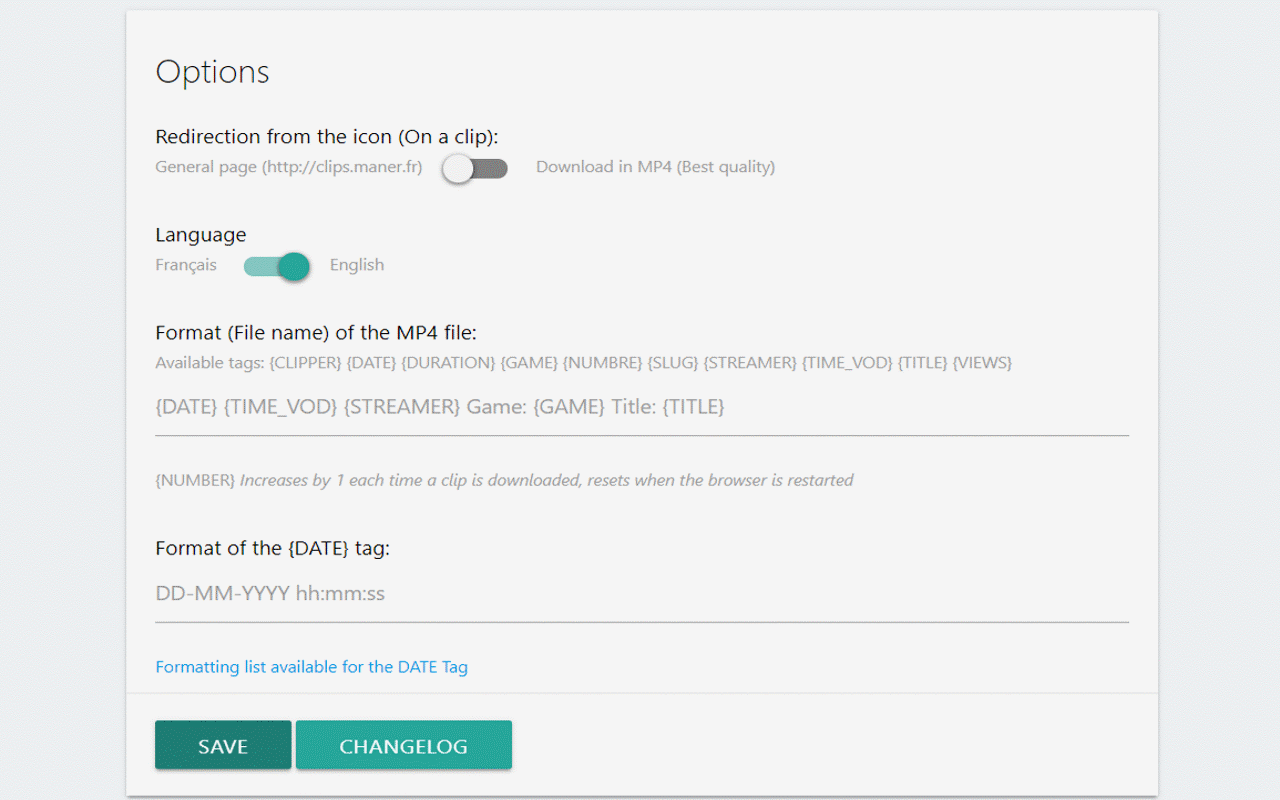 Options
Redirection from the icon (On a clip):
General page (http://clips.maner.fr) Download in MP4 (Best quality)
Language
Français English
Format (File name) of the MP4 file:
Available tags: {CLIPPER} {DATE} {DURATION} {GAME} {NUMBRE} {SLUG} {STREAMER} {TIME_VOD} {TITLE} {VIEWS}
{DATE} {TIME_VOD} {STREAMER} Game: {GAME} Title: {TITLE}
{NUMBER} Increases by 1 each time a clip is downloaded, resets when the browser is restarted
Format of the {DATE} tag:
DD-MM-YYYY hh:mm:ss
Formatting list available for the DATE Tag
SAVE CHANGELOG